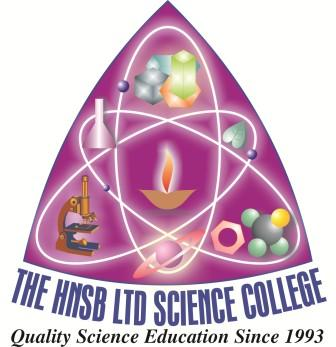 THE HNSB LTD SCIENCE COLLEGE
Quality Science Education Since 1993